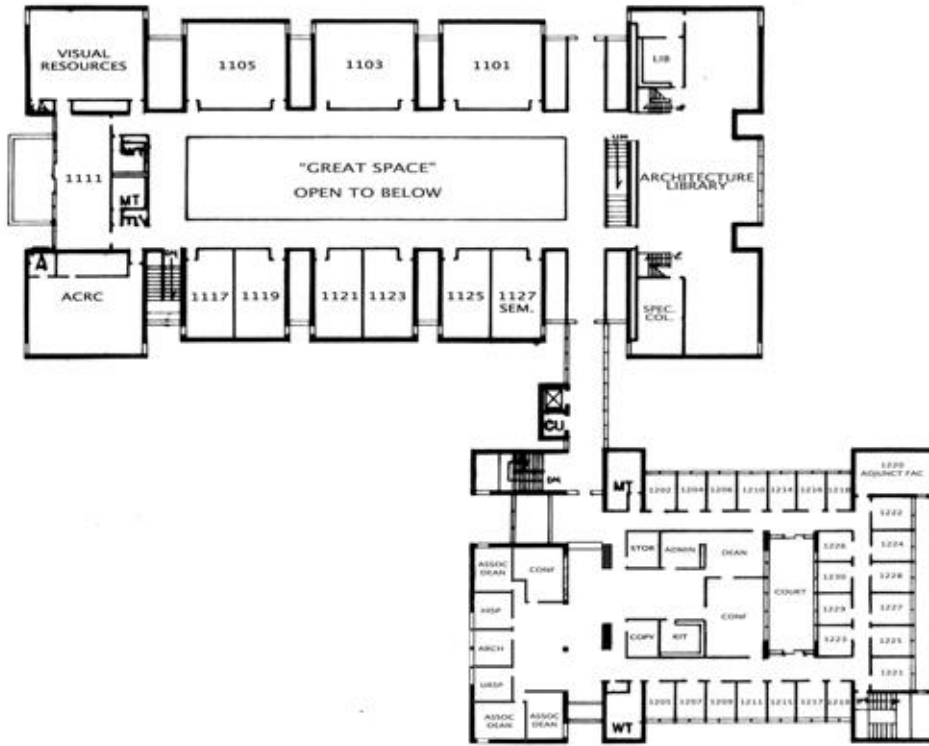 VISUAL
RESOURCES
1105
1103
1101
LIB
1111
MT
"GREAT SPACE"
OPEN TO BELOW
ARCHITECTURE
LIBRARY
A
ACRC
1117
1119
1121
1123
1125
1127
SEM.
SPEC.
COL.
CU
MT
1202
1204
1206
1210
1214
1216
1218
1220
ADJUNCT FAC
1222
1224
1228
1227
1225
1221
STOR
ADMIN
DEAN
COURT
1226
1230
1229
1223
ASSOC
DEAN
CONF
HISP
ARCH
URSP
ASSOC
DEAN
ASSOC
DEAN
CONF
COPY
KIT
WT
1205
1207
1209
1211
1215
1217